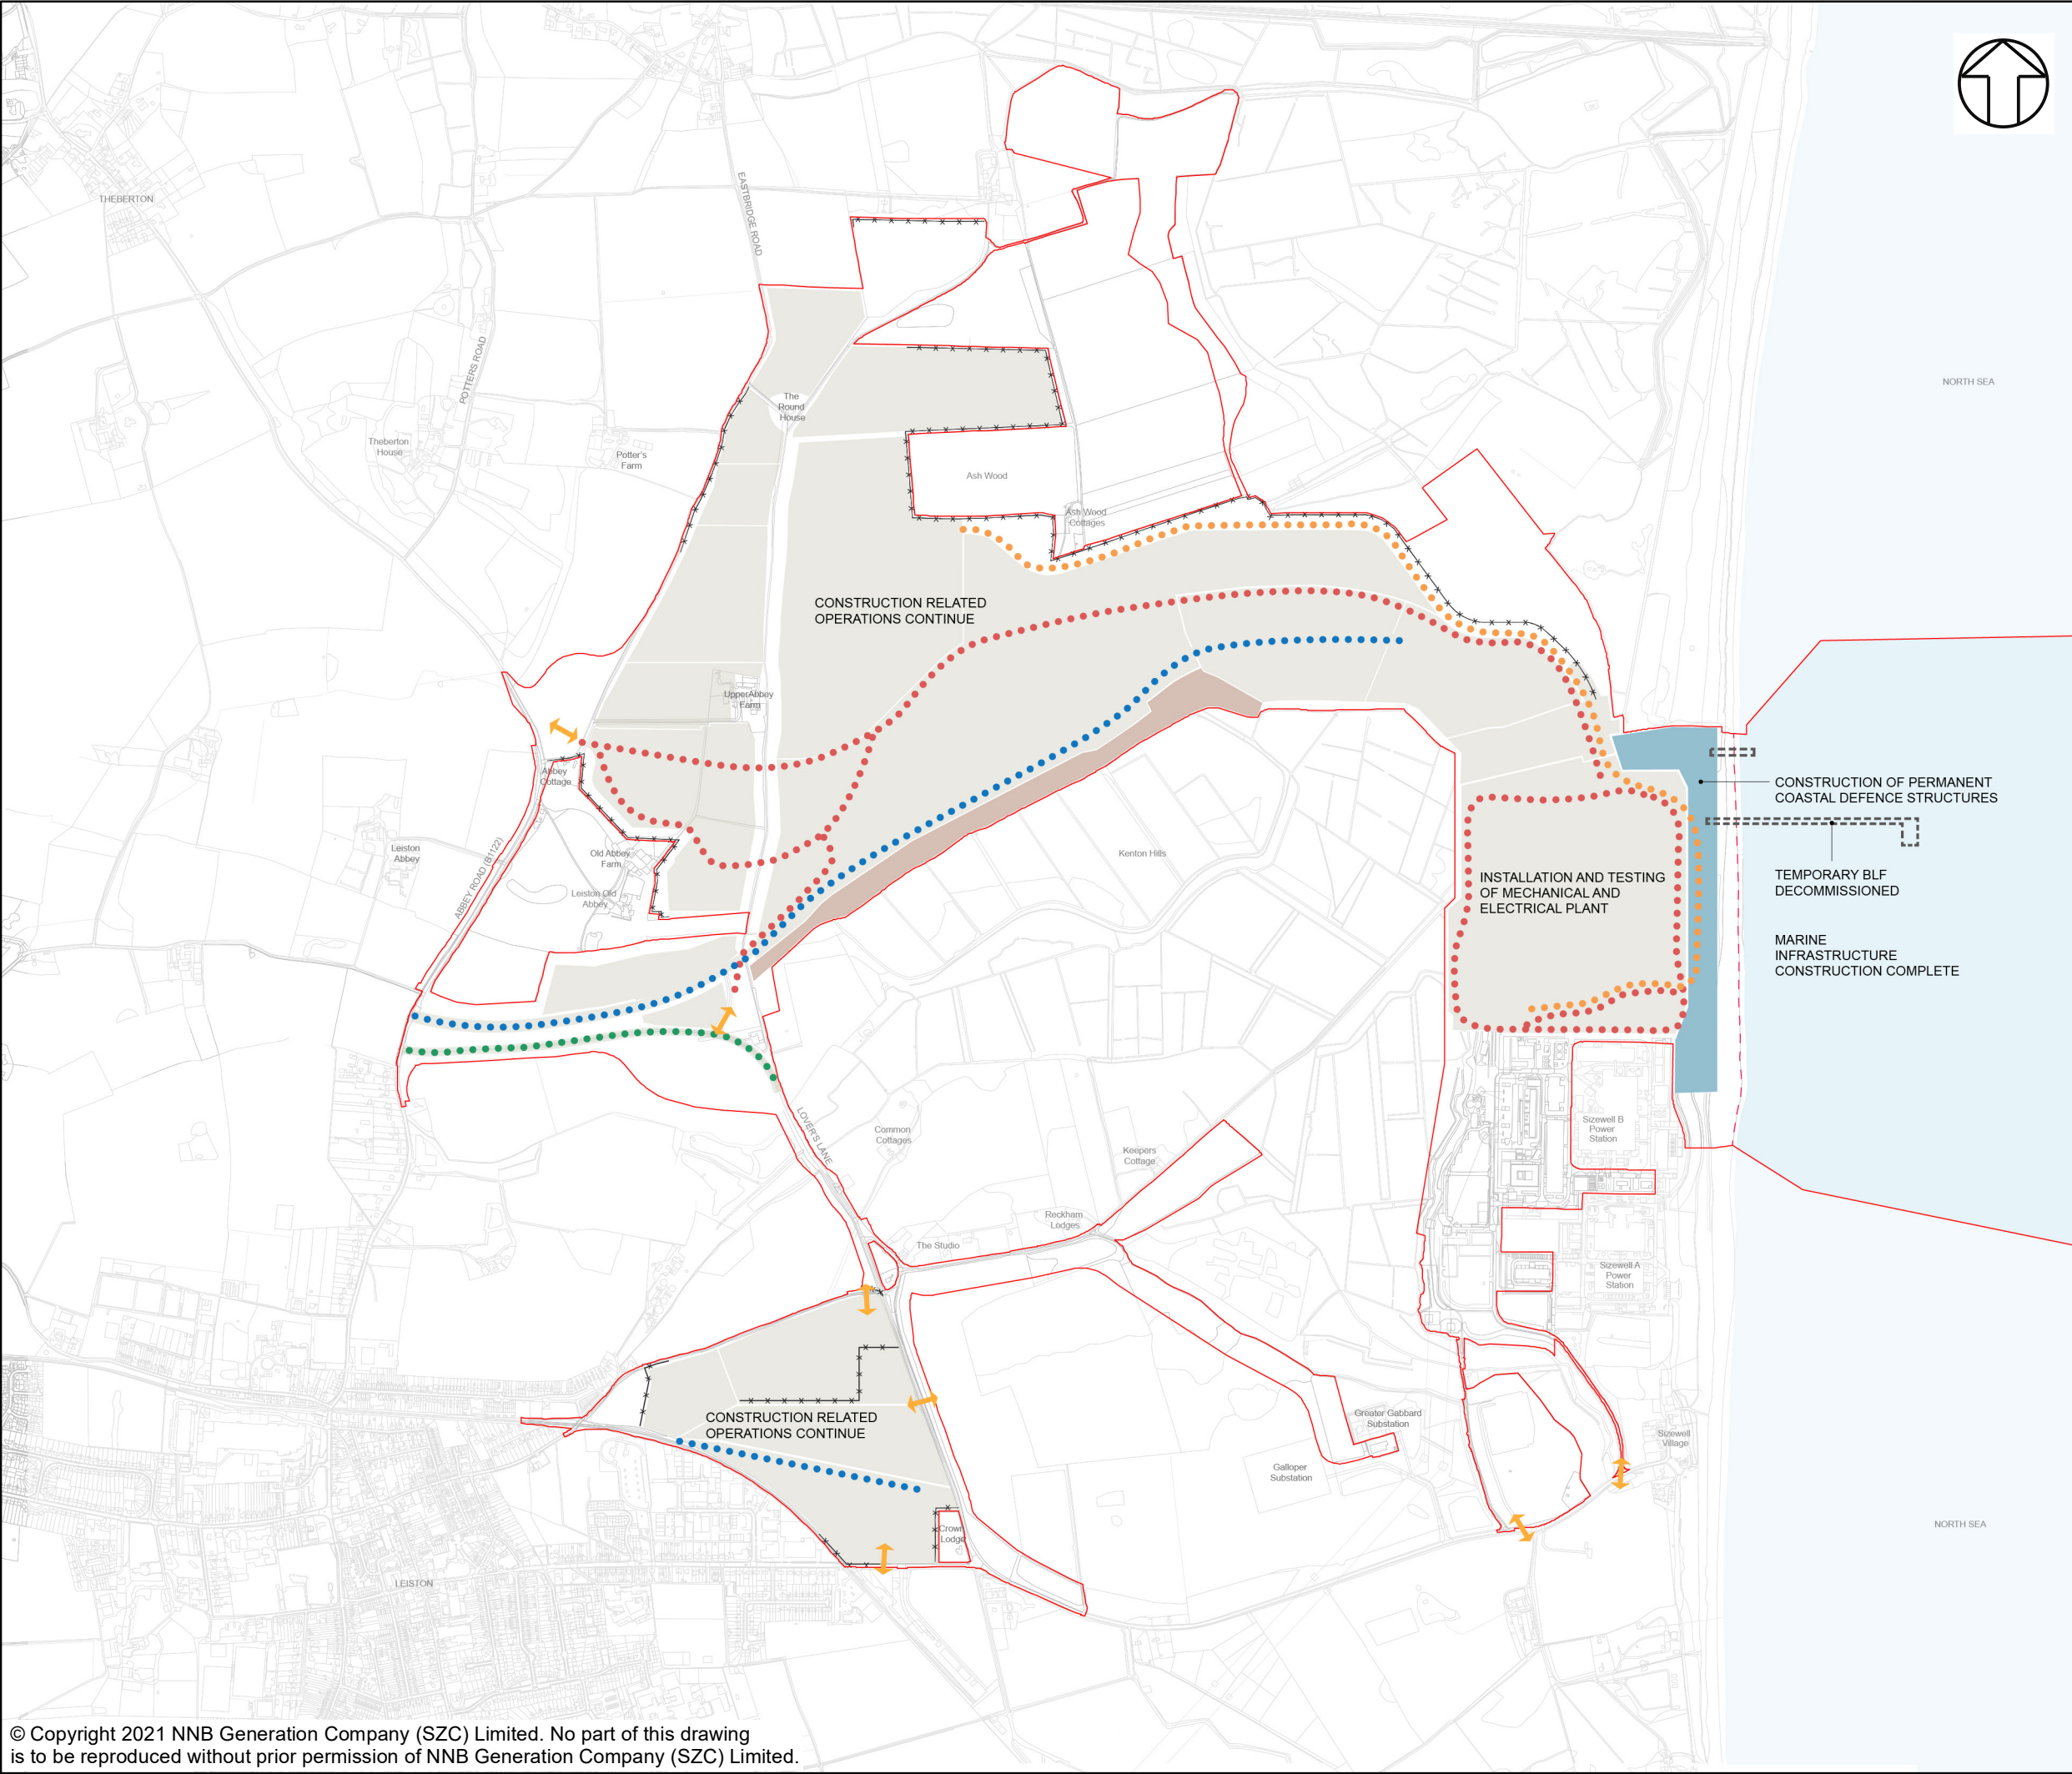 THEBERTON
EASTBRIDGE ROAD
POTTERS ROAD
NORTH SEA
The
Round
House
Theberton
House
Potter's
Farm
Ash Wood
Ash Wood
Cottages
CONSTRUCTION RELATED
OPERATIONS CONTINUE
UpperAbbey
Farm
Abbey
Cottage
CONSTRUCTION OF PERMANENT
COASTAL DEFENCE STRUCTURES
Leiston
Abbey
ABBEY ROAD (B1122)
Old Abbey
Farm
Leiston Old
Abbey
Kenton Hills
INSTALLATION AND TESTING
OF MECHANICAL AND
ELECTRICAL PLANT
TEMPORARY BLF
DECOMMISSIONED
MARINE
INFRASTRUCTURE
CONSTRUCTION COMPLETE
LOVER'S LANE
Common
Cottages
Keepers
Cottage
Sizewell B
Power
Station
Reckham
Lodges
The Studio
Sizewell A
Power
Station
CONSTRUCTION RELATED
OPERATIONS CONTINUE
Greater Gabbard
Substation
Sizewell
Village
Galloper
Substation
Crown
Lodge
NORTH SEA
LEISTON
© Copyright 2021 NNB Generation Company (SZC) Limited. No part of this drawing
is to be reproduced without prior permission of NNB Generation Company (SZC) Limited.